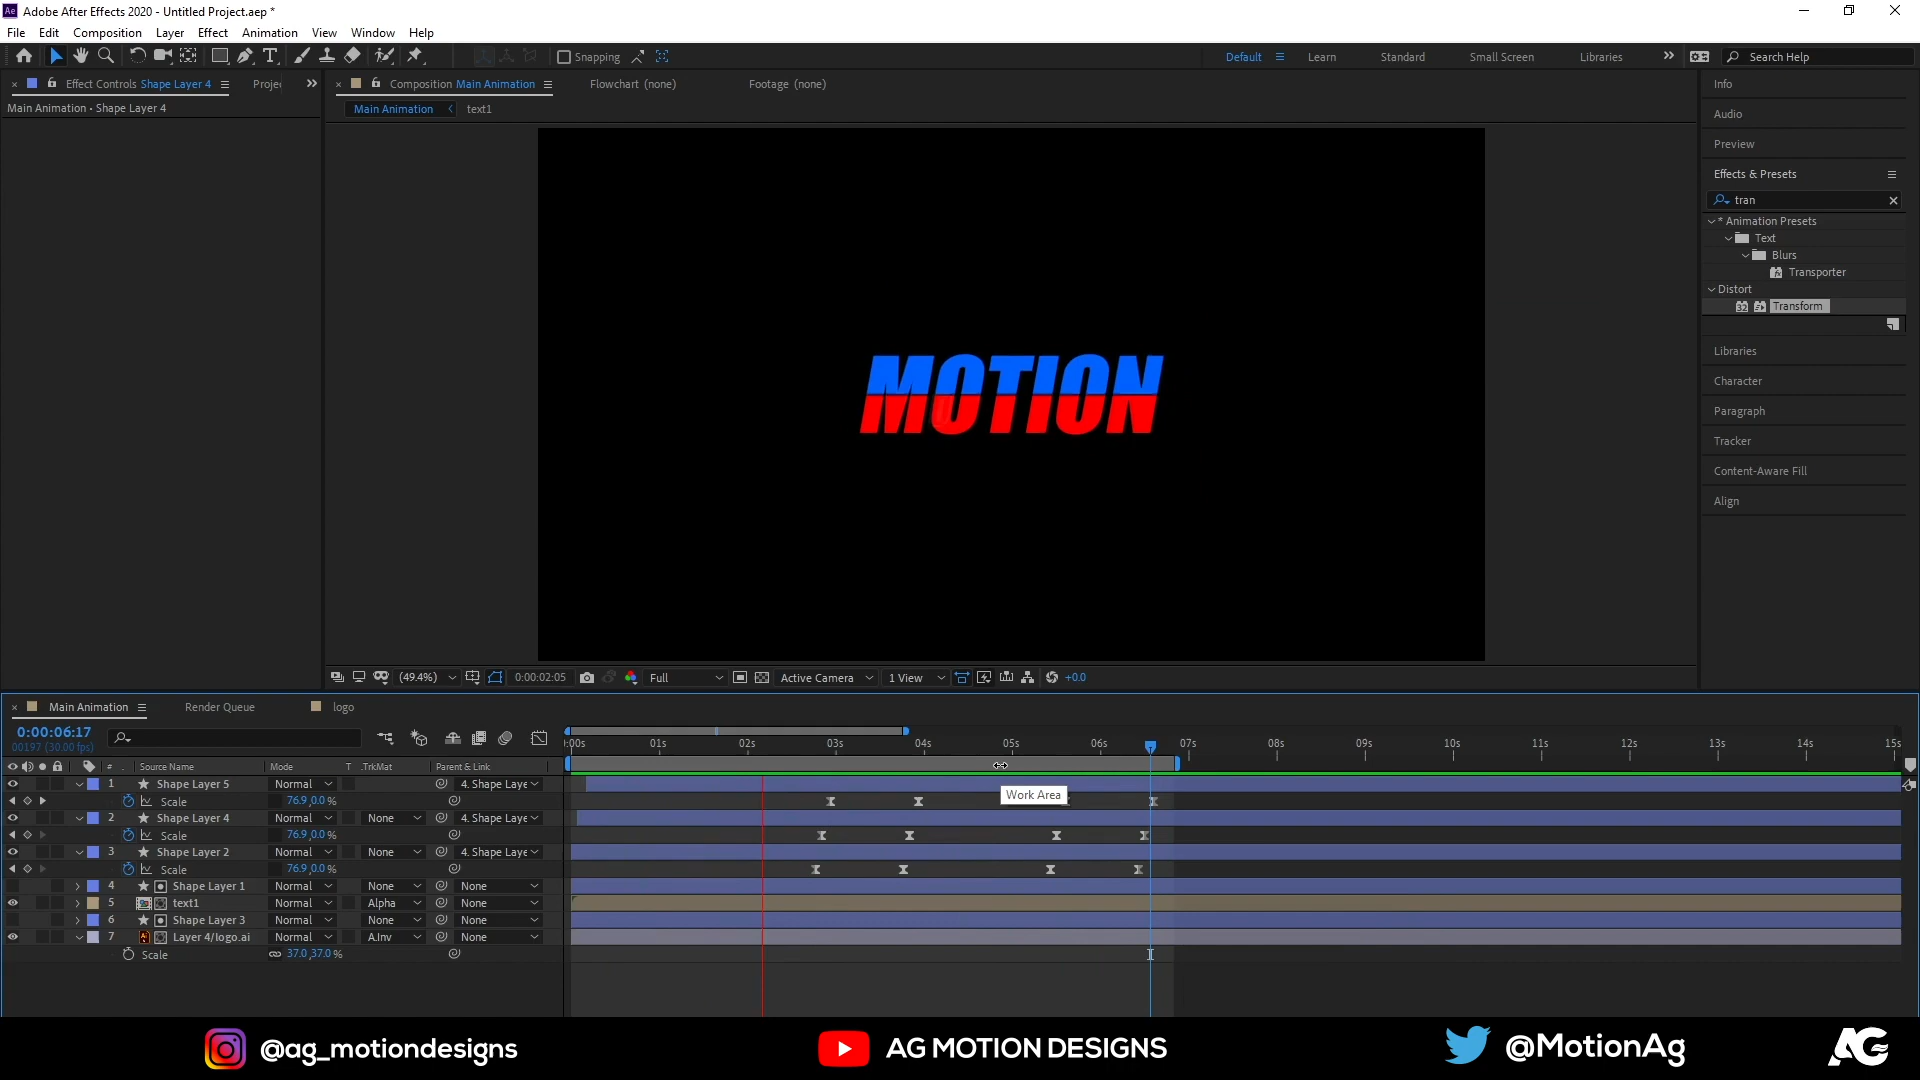 Ae Adobe After Effects 2020 - Untitled Project.aep *
File Edit Composition Layer Effect Animation View Window Help
Snapping Default Learn Standard Small Screen Libraries Search Help
Effect Controls Shape Layer 4 Projec
Composition Main Animation Flowchart (none) Footage (none)
Main Animation • Shape Layer 4
Main Animation text1
Info
Audio
Preview
Effects & Presets
tran
* Animation Presets
Text
Blurs
Transporter
Distort
32 Transform
Libraries
Character
Paragraph
Tracker
Content-Aware Fill
Align
MOTION
(49.4%) 0:00:02:05 Full Active Camera 1 View +0.0
Main Animation Render Queue logo
0:00:06:17
00197 (30.00 fps)
:00s 01s 02s 03s 04s 05s 06s 07s 08s 09s 10s 11s 12s 13s 14s 15s
# Source Name Mode T .TrkMat Parent & Link
1 Shape Layer 5 Normal 4. Shape Laye
Scale 76.9,0.0 %
Work Area
2 Shape Layer 4 Normal None 4. Shape Laye
Scale 76.9,0.0 %
3 Shape Layer 2 Normal None 4. Shape Laye
Scale 76.9,0.0 %
4 Shape Layer 1 Normal None None
5 text1 Normal Alpha None
6 Shape Layer 3 Normal None None
7 Layer 4/logo.ai Normal A.Inv None
Scale 37.0,37.0 %
@ag_motiondesigns AG MOTION DESIGNS @MotionAg AG